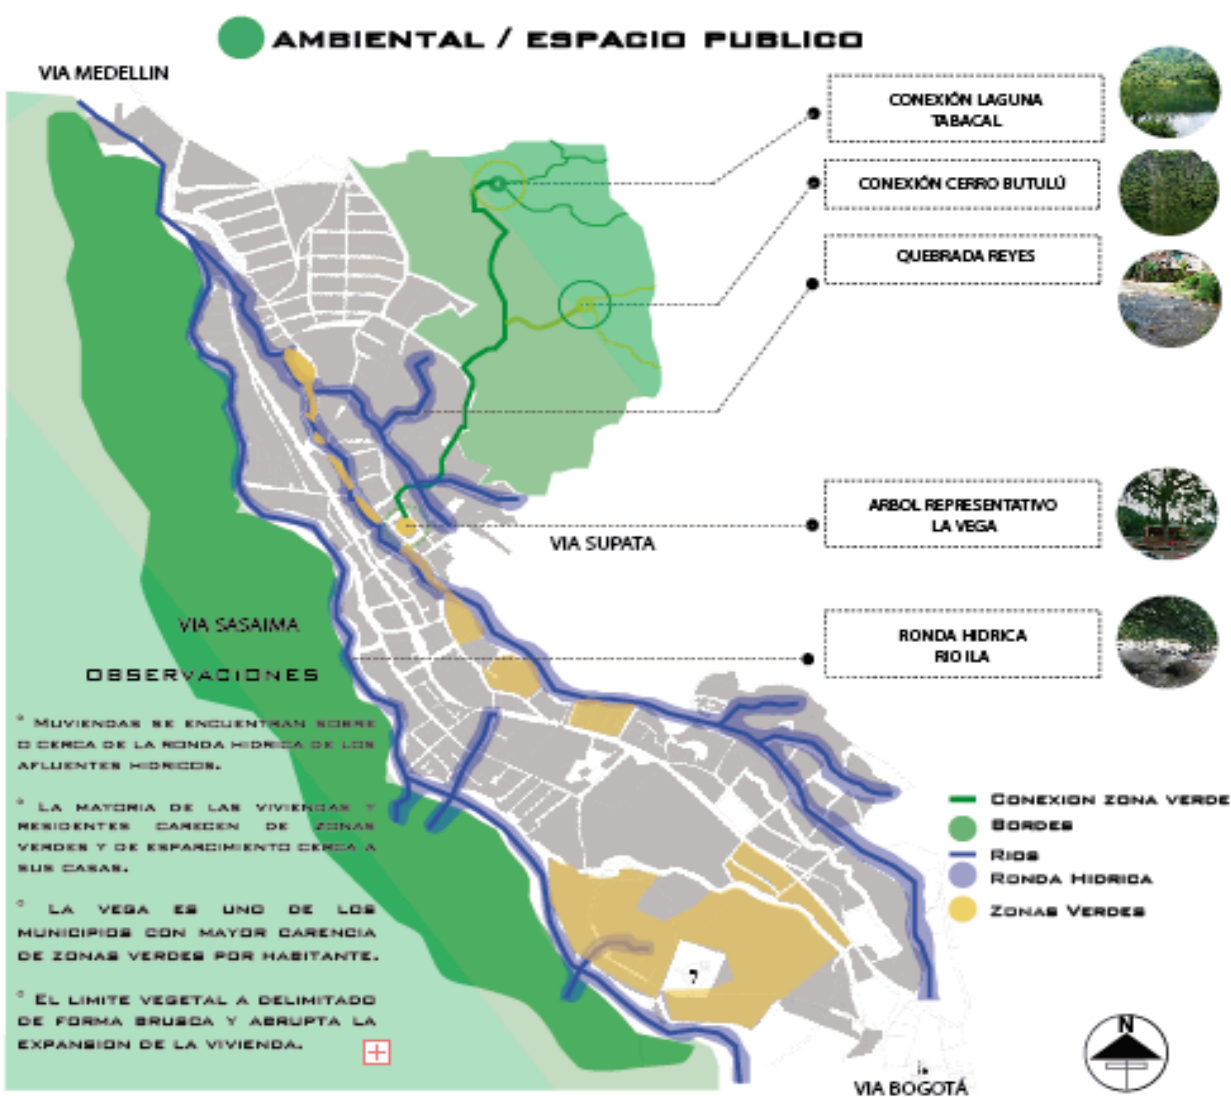 AMBIENTAL / ESPACIO PUBLICO
VIA MEDELLIN
CONEXIÓN LAGUNA
TABACAL
CONEXIÓN CERRO BUTULÚ
QUEBRADA REYES
ARBOL REPRESENTATIVO
LA VEGA
VIA SUPATA
RONDA HIDRICA
RIO ILA
VIA SASAIMA
OBSERVACIONES
° MUVIENDAS SE ENCUENTRAN SOBRE
O CERCA DE LA RONDA HIDRICA DE LOS
AFLUENTES HIDRICOS.
° LA MATORIA DE LAS VIVIENDAS Y
RESIDENTES CARECEN DE ZONAS
VERDES Y DE ESPARCIMIENTO CERCA A
SUS CASAS.
° LA VEGA ES UNO DE LOS
MUNICIPIOS CON MAYOR CARENCIA
DE ZONAS VERDES POR HABITANTE.
° EL LIMITE VEGETAL A DELIMITADO
DE FORMA BRUSCA Y ABRUPTA LA
EXPANSION DE LA VIVIENDA.
CONEXION ZONA VERDE
BORDES
RIOS
RONDA HIDRICA
ZONAS VERDES
?
N
VIA BOGOTÁ